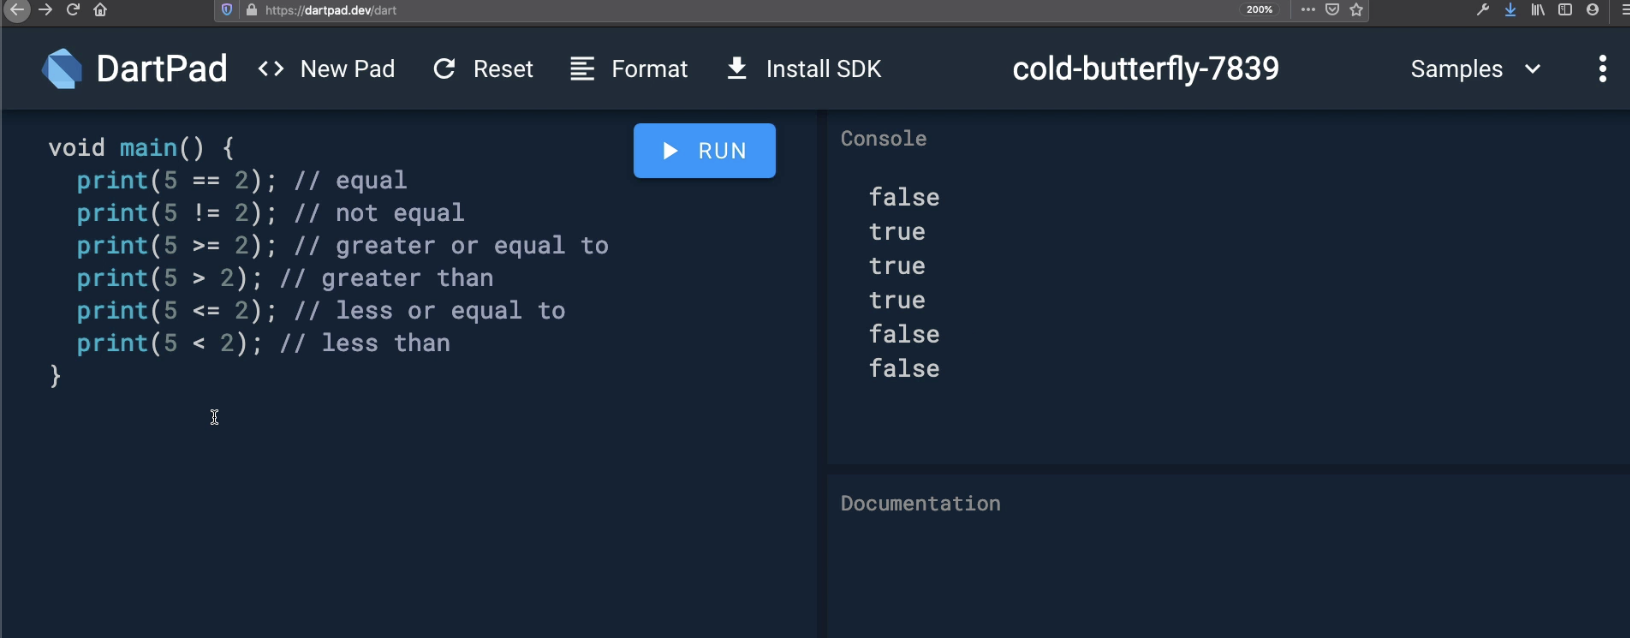 https://dartpad.dev/dart
200%
DartPad
<> New Pad
Reset
Format
Install SDK
cold-butterfly-7839
Samples
void main() {
  print(5 == 2); // equal
  print(5 != 2); // not equal
  print(5 >= 2); // greater or equal to
  print(5 > 2); // greater than
  print(5 <= 2); // less or equal to
  print(5 < 2); // less than
}
RUN
Console
false
true
true
true
false
false
Documentation